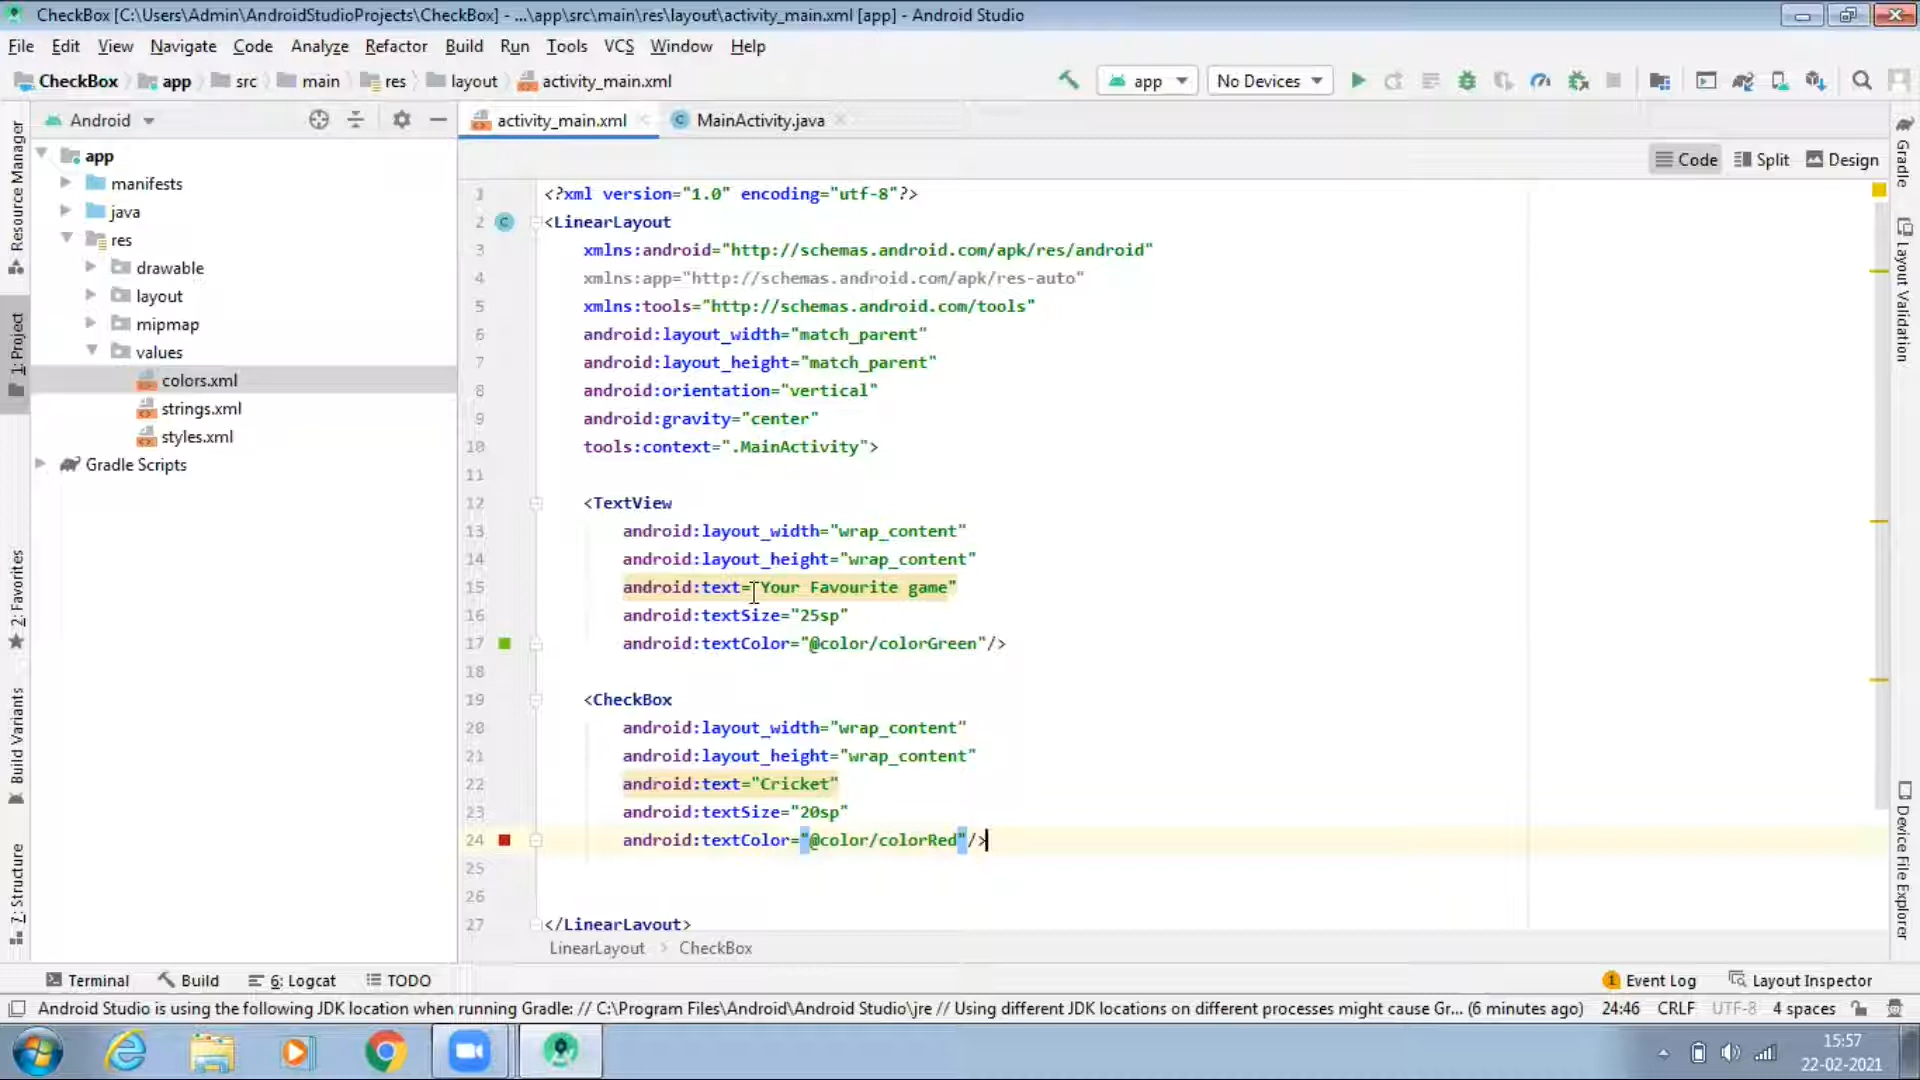 CheckBox [C:\Users\Admin\AndroidStudioProjects\CheckBox] - ...\app\src\main\res\layout\activity_main.xml [app] - Android Studio
File Edit View Navigate Code Analyze Refactor Build Run Tools VCS Window Help
CheckBox app src main res layout activity_main.xml app No Devices
Android activity_main.xml MainActivity.java
Code Split Design
Resource Manager
1: Project
2: Favorites
Build Variants
7: Structure
app
manifests
java
res
drawable
layout
mipmap
values
colors.xml
strings.xml
styles.xml
Gradle Scripts
1 <?xml version="1.0" encoding="utf-8"?>
2 <LinearLayout
3 xmlns:android="http://schemas.android.com/apk/res/android"
4 xmlns:app="http://schemas.android.com/apk/res-auto"
5 xmlns:tools="http://schemas.android.com/tools"
6 android:layout_width="match_parent"
7 android:layout_height="match_parent"
8 android:orientation="vertical"
9 android:gravity="center"
10 tools:context=".MainActivity">
11
12 <TextView
13 android:layout_width="wrap_content"
14 android:layout_height="wrap_content"
15 android:text="Your Favourite game"
16 android:textSize="25sp"
17 android:textColor="@color/colorGreen"/>
18
19 <CheckBox
20 android:layout_width="wrap_content"
21 android:layout_height="wrap_content"
22 android:text="Cricket"
23 android:textSize="20sp"
24 android:textColor="@color/colorRed"/>
25
26
27 </LinearLayout>
LinearLayout CheckBox
Gradle
Layout Validation
Device File Explorer
Terminal Build 6: Logcat TODO 1 Event Log Layout Inspector
Android Studio is using the following JDK location when running Gradle: // C:\Program Files\Android\Android Studio\jre // Using different JDK locations on different processes might cause Gr... (6 minutes ago) 24:46 CRLF UTF-8 4 spaces
15:57
22-02-2021